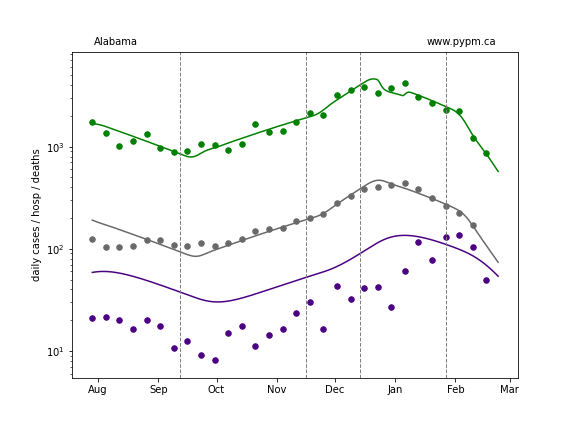 Alabama www.pypm.ca
daily cases / hosp / deaths
10³
10²
10¹
Aug Sep Oct Nov Dec Jan Feb Mar